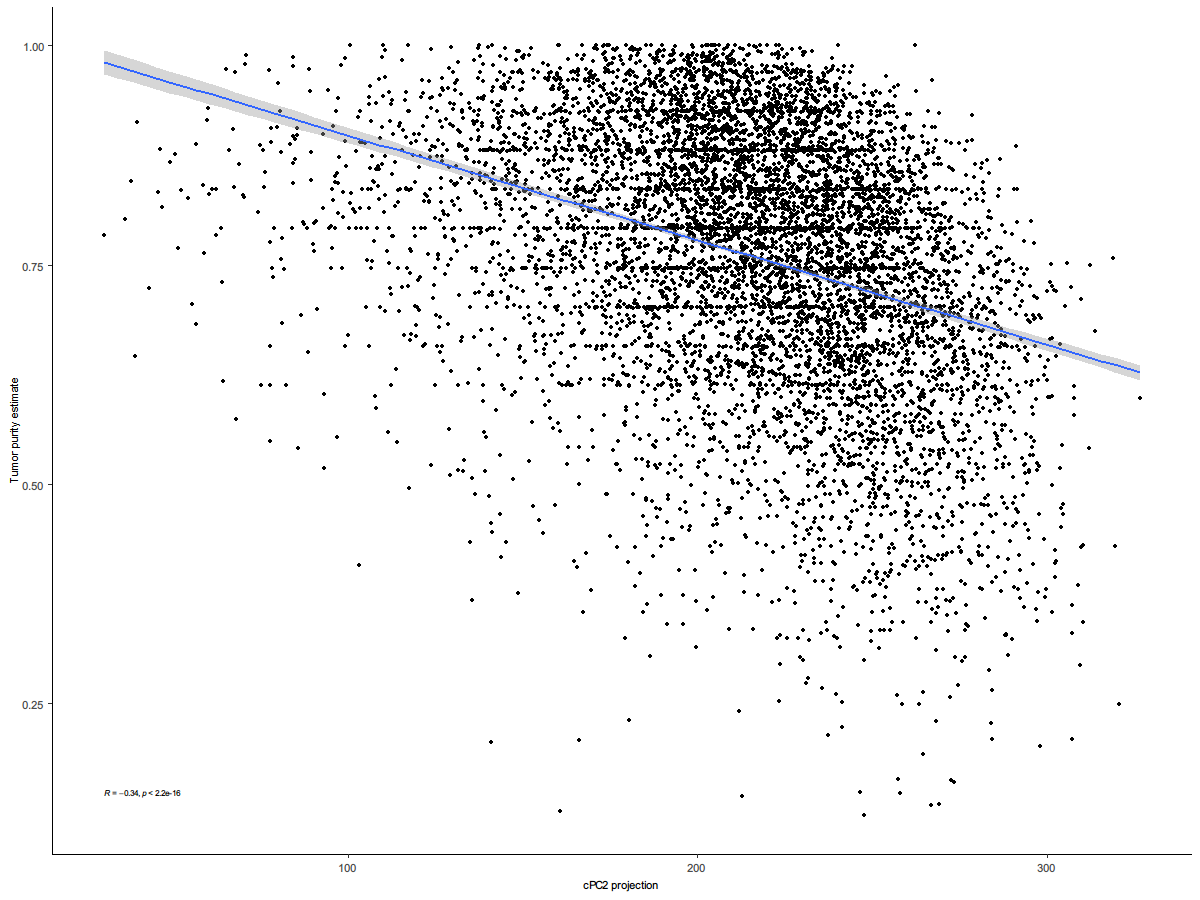 1.00
0.75
0.50
0.25
Tumor purity estimate
R = −0.34, p < 2.2e-16
100
200
300
cPC2 projection